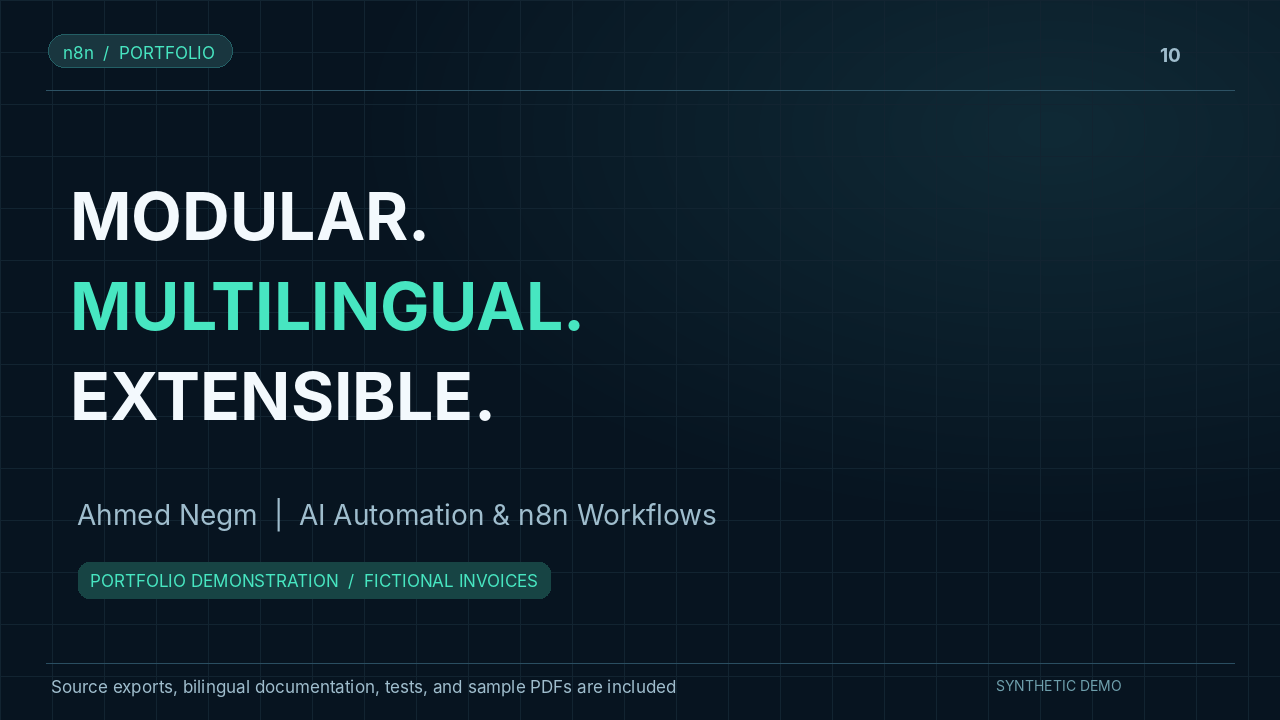 n8n / PORTFOLIO
10
MODULAR.
MULTILINGUAL.
EXTENSIBLE.
Ahmed Negm | AI Automation & n8n Workflows
PORTFOLIO DEMONSTRATION / FICTIONAL INVOICES
Source exports, bilingual documentation, tests, and sample PDFs are included
SYNTHETIC DEMO